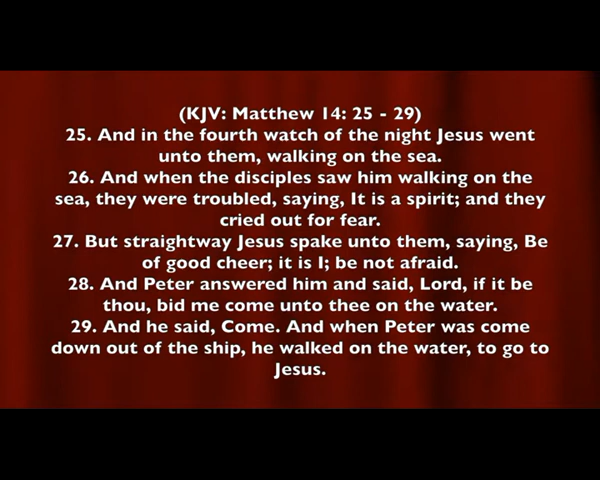 (KJV: Matthew 14: 25 - 29)
25. And in the fourth watch of the night Jesus went
unto them, walking on the sea.
26. And when the disciples saw him walking on the
sea, they were troubled, saying, It is a spirit; and they
cried out for fear.
27. But straightway Jesus spake unto them, saying, Be
of good cheer; it is I; be not afraid.
28. And Peter answered him and said, Lord, if it be
thou, bid me come unto thee on the water.
29. And he said, Come. And when Peter was come
down out of the ship, he walked on the water, to go to
Jesus.